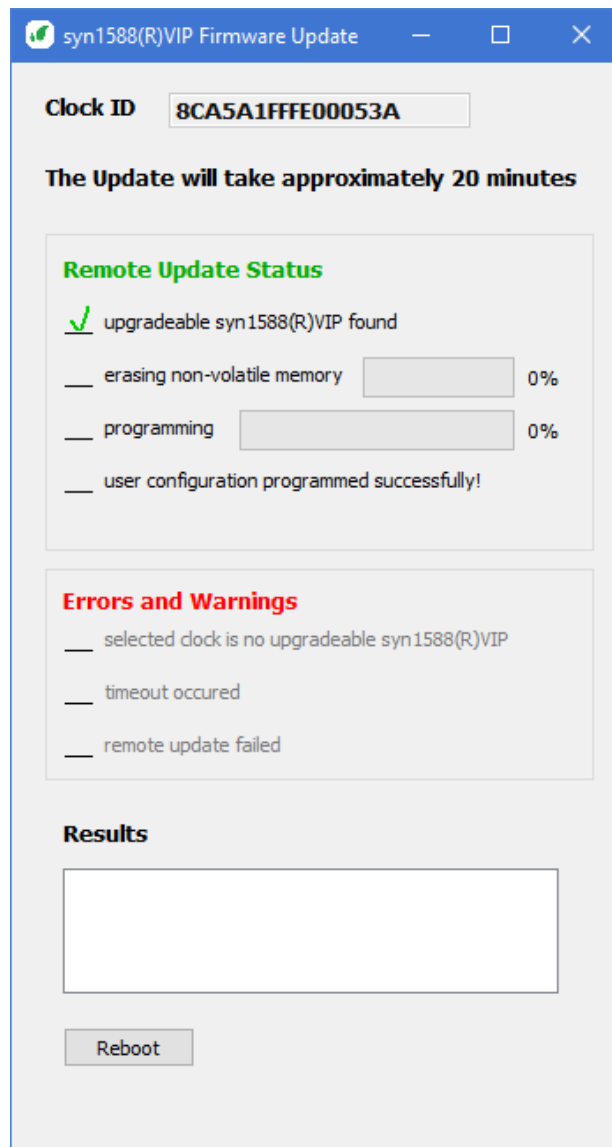 syn1588(R)VIP Firmware Update
Clock ID 8CA5A1FFFE00053A
The Update will take approximately 20 minutes
Remote Update Status
upgradeable syn1588(R)VIP found
erasing non-volatile memory 0%
programming 0%
user configuration programmed successfully!
Errors and Warnings
selected clock is no upgradeable syn1588(R)VIP
timeout occured
remote update failed
Results
Reboot